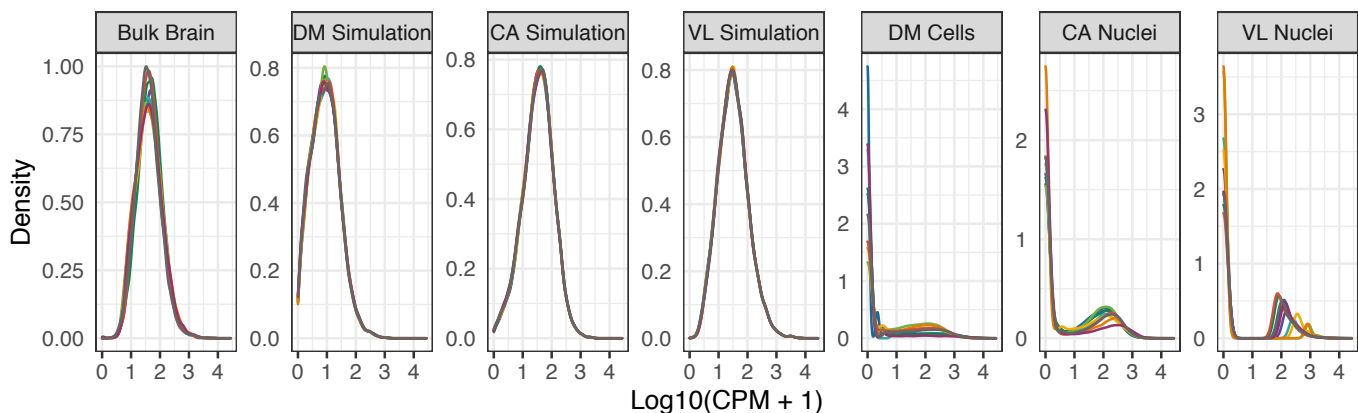 Bulk Brain
DM Simulation
CA Simulation
VL Simulation
DM Cells
CA Nuclei
VL Nuclei
Density
1.00
0.75
0.50
0.25
0.00
0.8
0.6
0.4
0.2
0.0
0.8
0.6
0.4
0.2
0.0
0.8
0.6
0.4
0.2
0.0
4
3
2
1
0
2
1
0
3
2
1
0
0 1 2 3 4
0 1 2 3 4
0 1 2 3 4
0 1 2 3 4
0 1 2 3 4
0 1 2 3 4
0 1 2 3 4
Log10(CPM + 1)